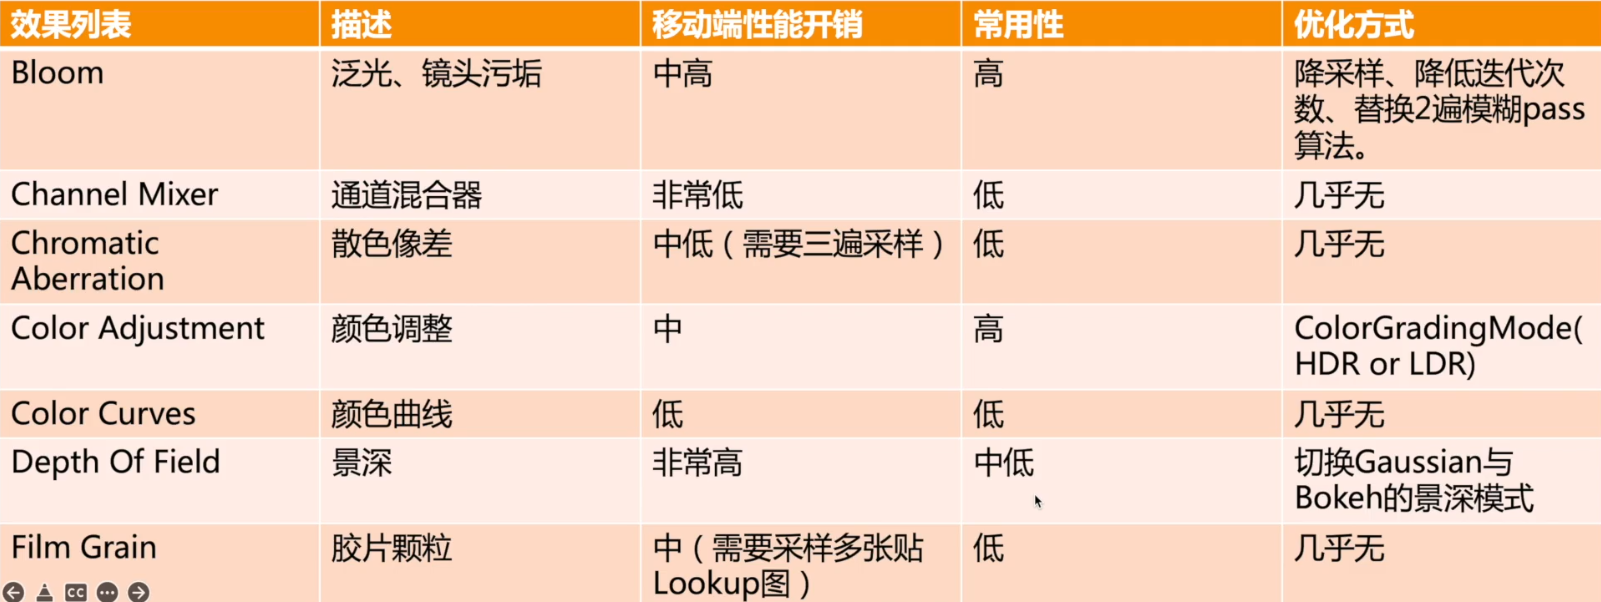 效果列表 描述 移动端性能开销 常用性 优化方式
Bloom 泛光、镜头污垢 中高 高 降采样、降低迭代次
数、替换2遍模糊pass
算法。
Channel Mixer 通道混合器 非常低 低 几乎无
Chromatic 散色像差 中低（需要三遍采样） 低 几乎无
Aberration
Color Adjustment 颜色调整 中 高 ColorGradingMode(
HDR or LDR)
Color Curves 颜色曲线 低 低 几乎无
Depth Of Field 景深 非常高 中低 切换Gaussian与
Bokeh的景深模式
Film Grain 胶片颗粒 中（需要采样多张贴 低 几乎无
Lookup图）
CC